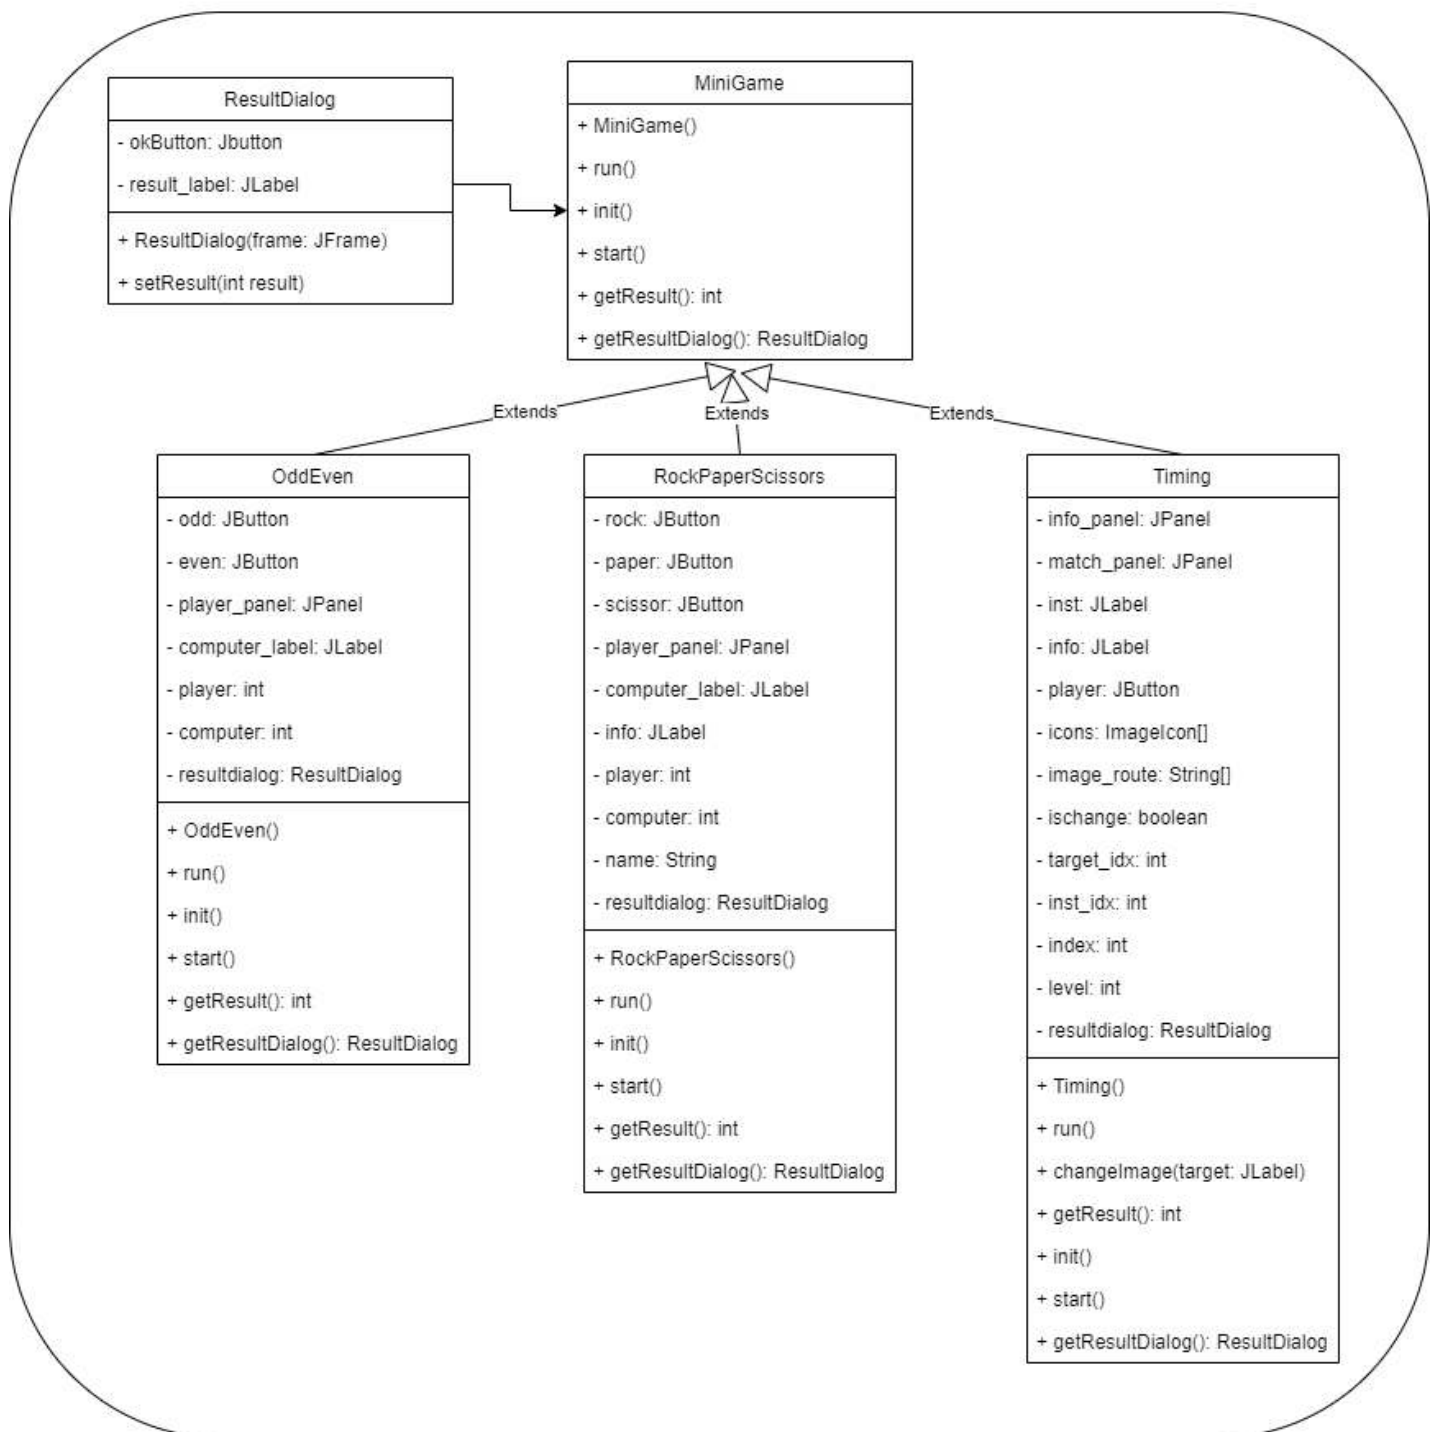 ResultDialog
- okButton: Jbutton
- result_label: JLabel
+ ResultDialog(frame: JFrame)
+ setResult(int result)
MiniGame
+ MiniGame()
+ run()
+ init()
+ start()
+ getResult(): int
+ getResultDialog(): ResultDialog
Extends
Extends
Extends
OddEven
- odd: JButton
- even: JButton
- player_panel: JPanel
- computer_label: JLabel
- player: int
- computer: int
- resultdialog: ResultDialog
+ OddEven()
+ run()
+ init()
+ start()
+ getResult(): int
+ getResultDialog(): ResultDialog
RockPaperScissors
- rock: JButton
- paper: JButton
- scissor: JButton
- player_panel: JPanel
- computer_label: JLabel
- info: JLabel
- player: int
- computer: int
- name: String
- resultdialog: ResultDialog
+ RockPaperScissors()
+ run()
+ init()
+ start()
+ getResult(): int
+ getResultDialog(): ResultDialog
Timing
- info_panel: JPanel
- match_panel: JPanel
- inst: JLabel
- info: JLabel
- player: JButton
- icons: ImageIcon[]
- image_route: String[]
- ischange: boolean
- target_idx: int
- inst_idx: int
- index: int
- level: int
- resultdialog: ResultDialog
+ Timing()
+ run()
+ changeImage(target: JLabel)
+ getResult(): int
+ init()
+ start()
+ getResultDialog(): ResultDialog